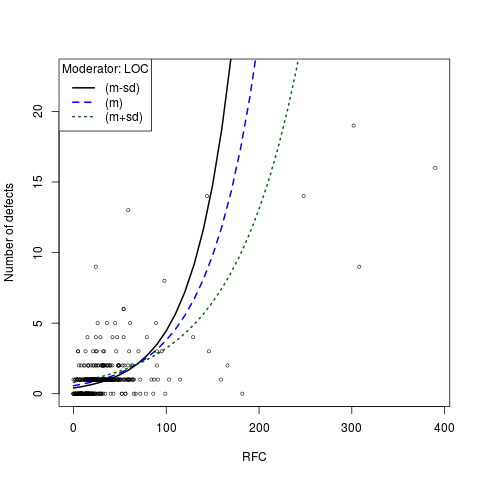 Moderator: LOC
(m-sd)
(m)
(m+sd)
Number of defects
20
15
10
5
0
0 100 200 300 400
RFC